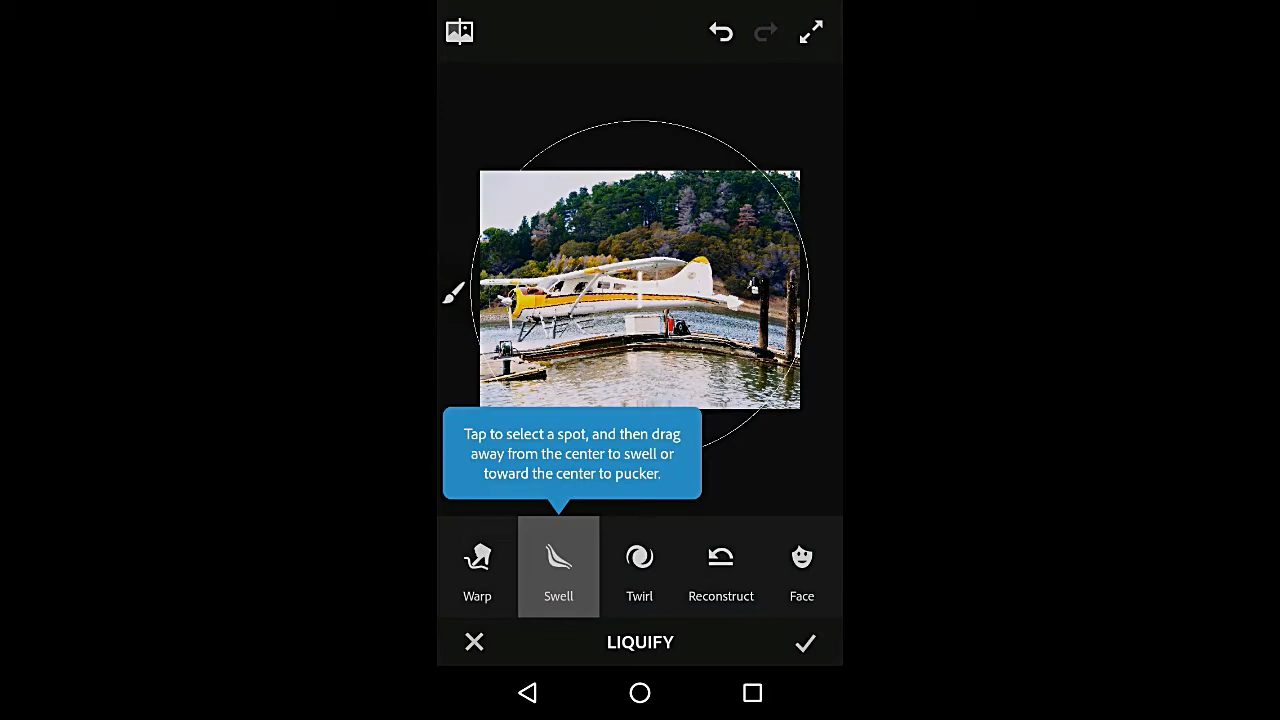 Tap to select a spot, and then drag
away from the center to swell or
toward the center to pucker.
Warp
Swell
Twirl
Reconstruct
Face
LIQUIFY